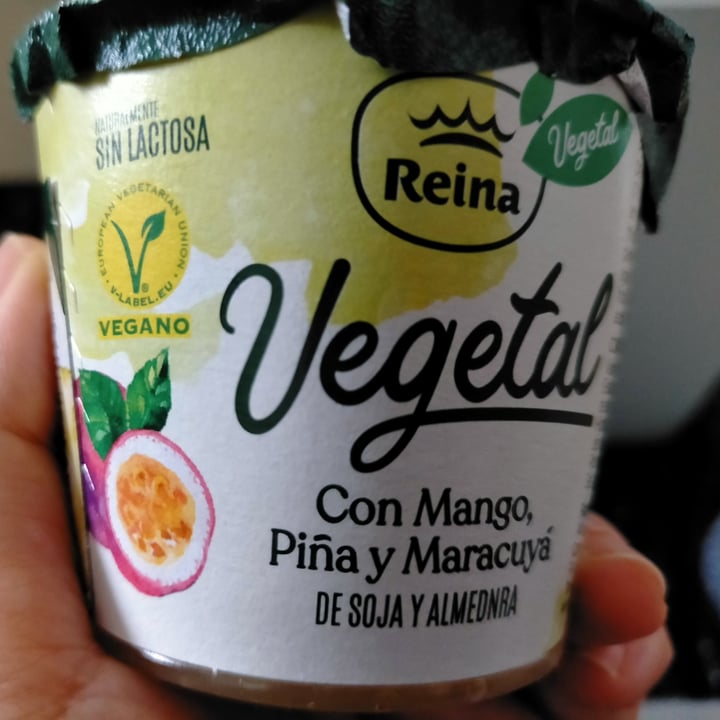 NATURALMENTE
SIN LACTOSA
Reina
Vegetal
EUROPEAN VEGETARIAN UNION
V-LABEL.EU
®
VEGANO
Vegetal
Con Mango,
Piña y Maracuyá
DE SOJA Y ALMEDNRA